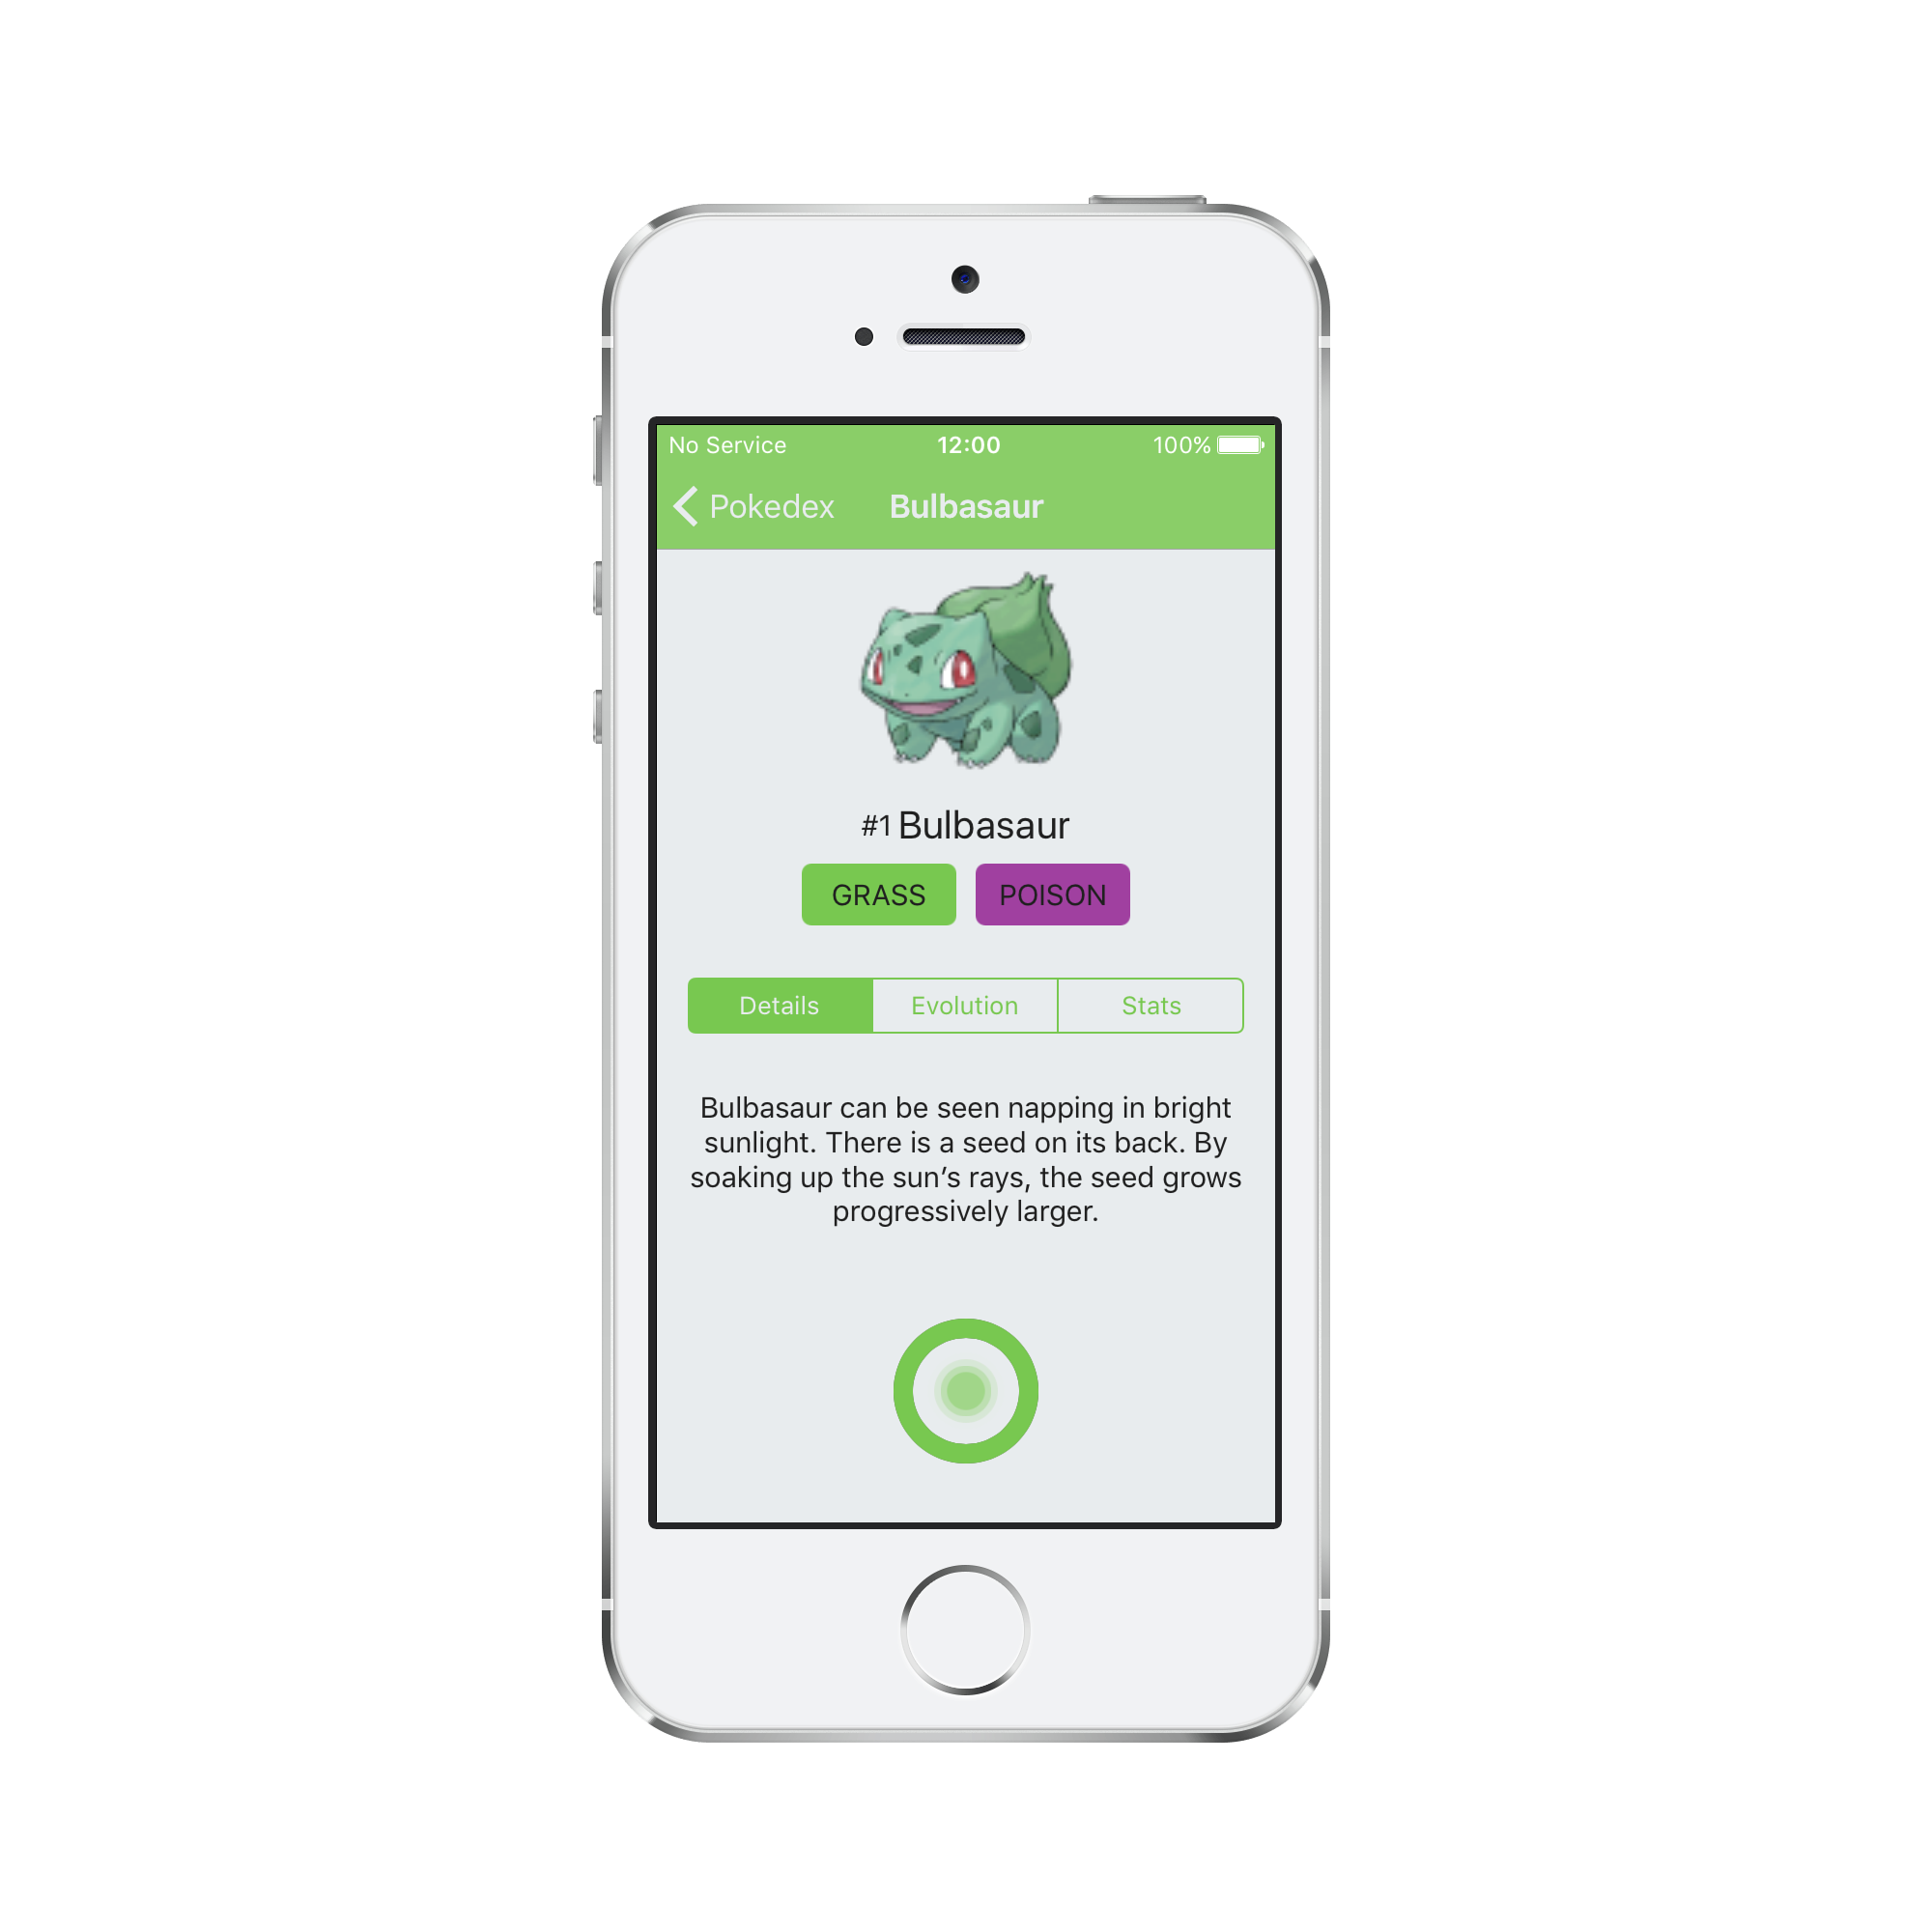 No Service 12:00 100%
Pokedex Bulbasaur
#1 Bulbasaur
GRASS POISON
Details Evolution Stats
Bulbasaur can be seen napping in bright
sunlight. There is a seed on its back. By
soaking up the sun’s rays, the seed grows
progressively larger.